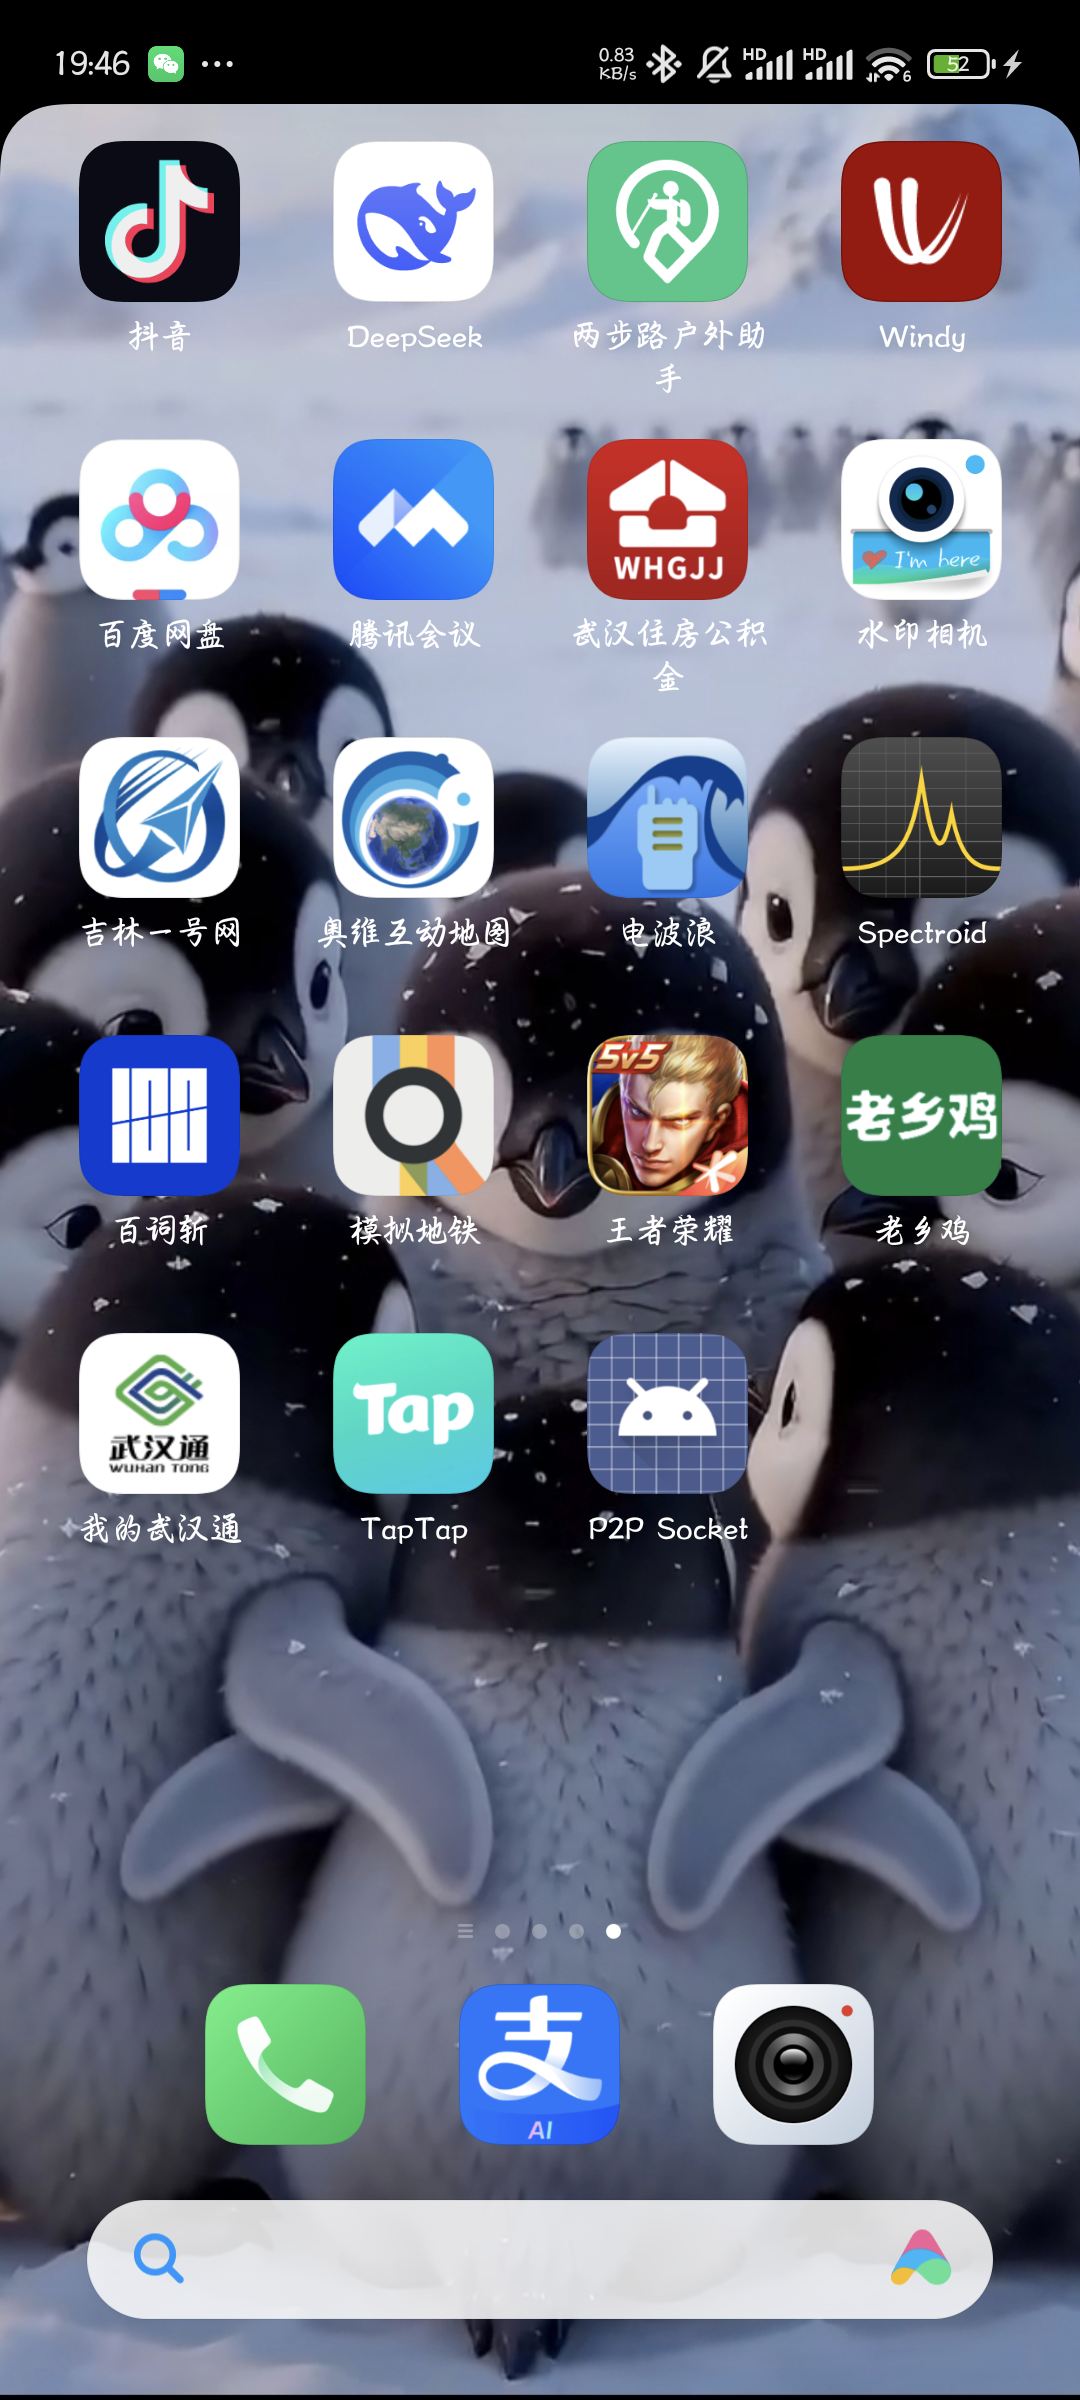 19:46
0.83
KB/s
HD
HD
6
52
抖音
DeepSeek
两步路户外助
手
Windy
WHGJJ
I'm here
百度网盘
腾讯会议
武汉住房公积
金
水印相机
吉林一号网
奥维互动地图
电波浪
Spectroid
100
5v5
老乡鸡
百词斩
模拟地铁
王者荣耀
老乡鸡
武汉通
WUHAN TONG
Tap
我的武汉通
TapTap
P2P Socket
支
AI